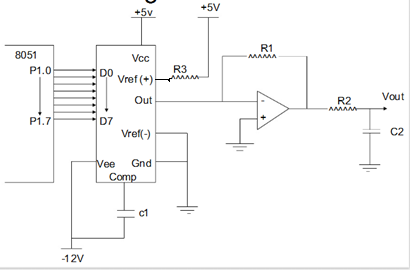 +5v
+5V
8051
Vcc
R1
P1.0
D0
Vref (+)
R3
Out
-
R2
Vout
+
P1.7
D7
Vref(-)
C2
Vee
Gnd
Comp
c1
-12V